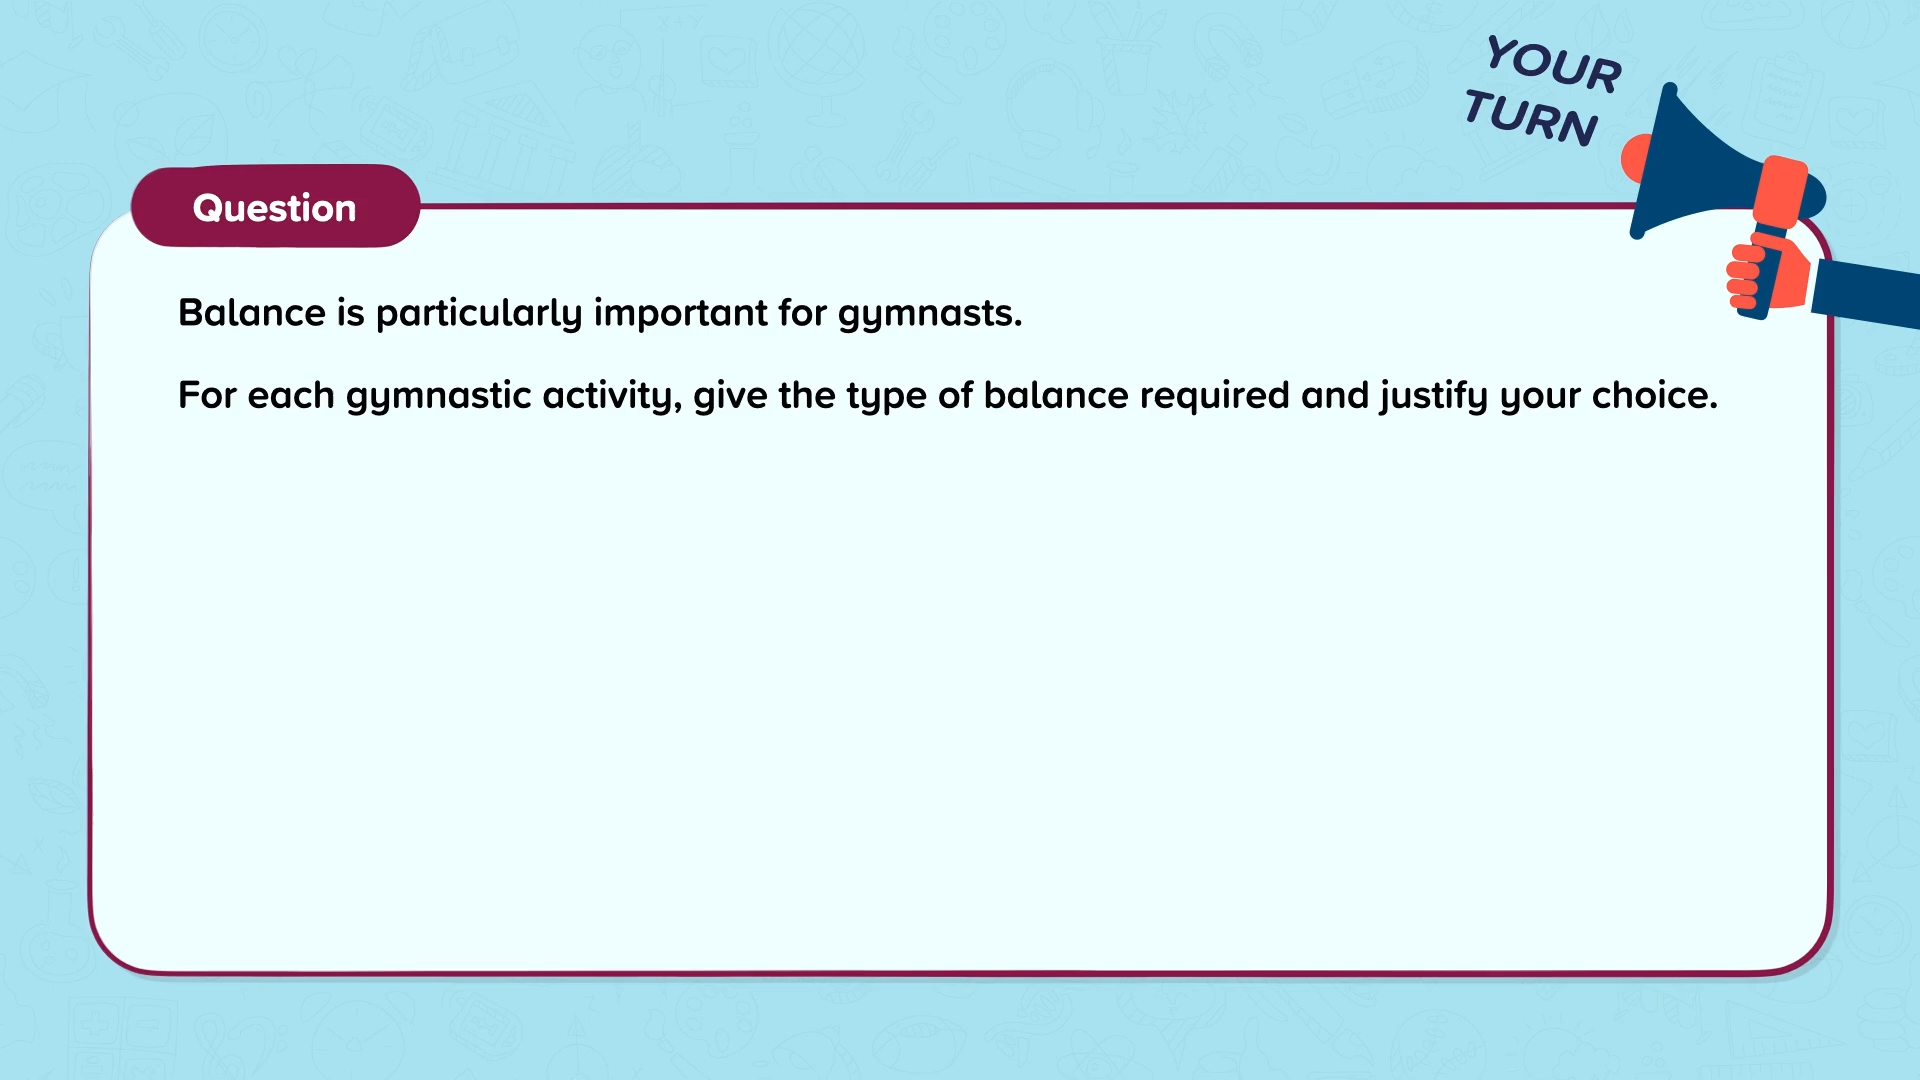 YOUR
TURN
Question
Balance is particularly important for gymnasts.
For each gymnastic activity, give the type of balance required and justify your choice.